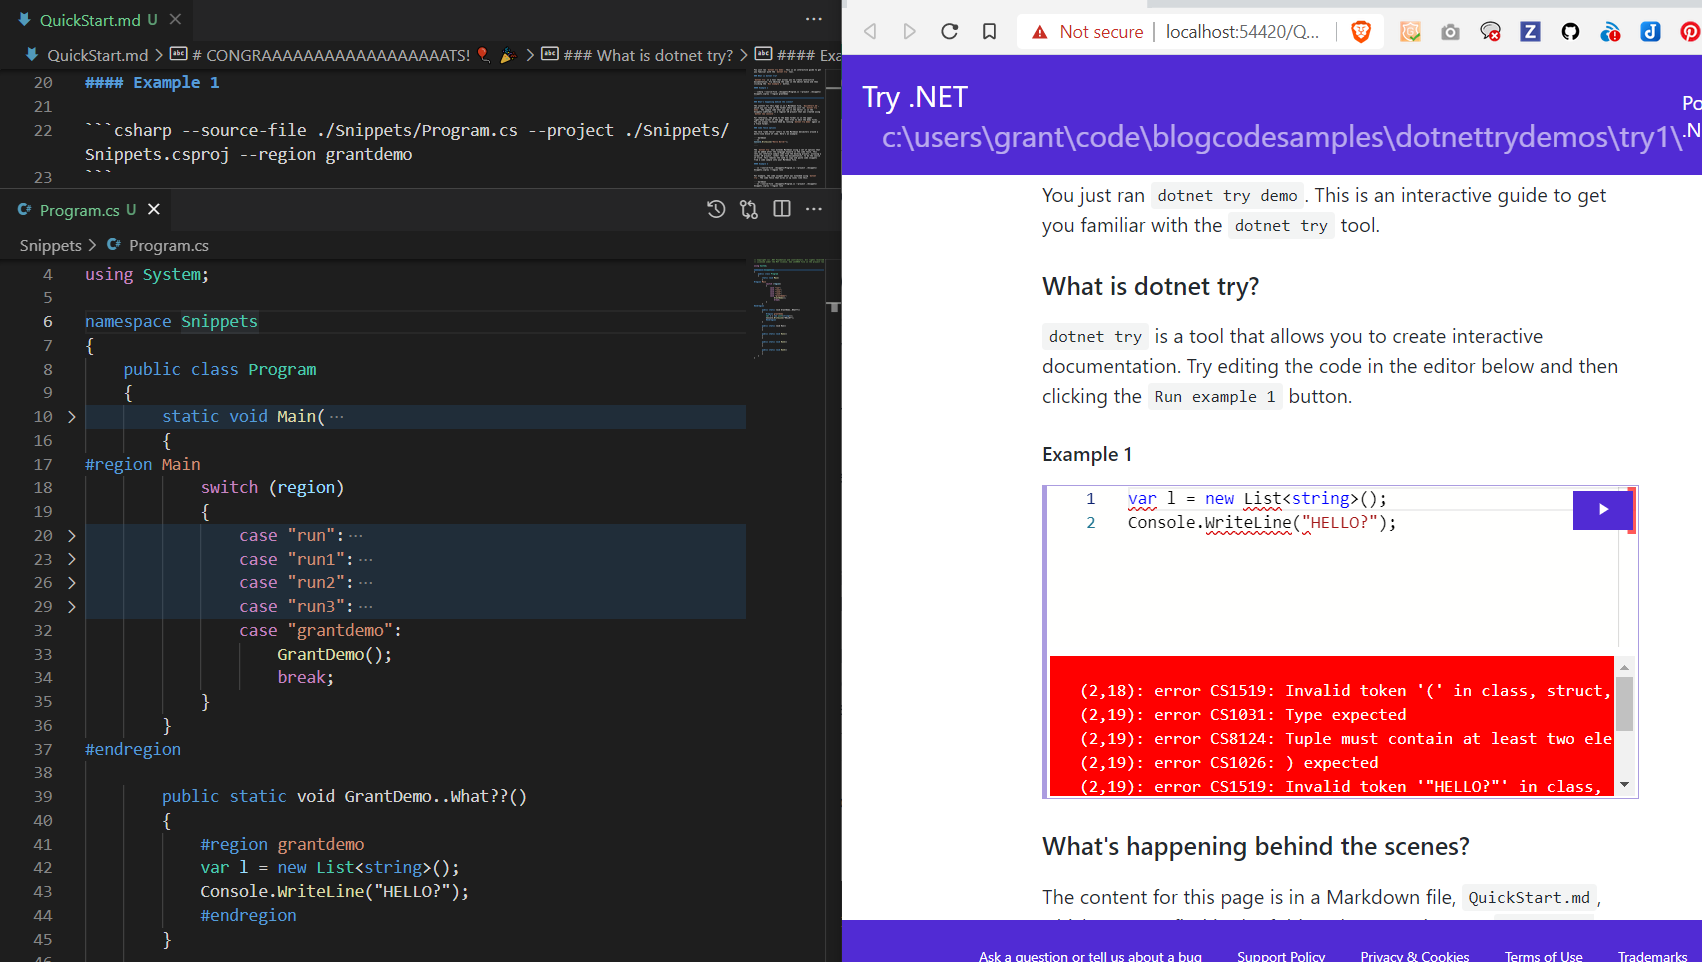 QuickStart.md U
QuickStart.md > # CONGRAAAAAAAAAAAAAAAAAATS! > ### What is dotnet try? > #### Exa
20 #### Example 1
21
22 ```csharp --source-file ./Snippets/Program.cs --project ./Snippets/
Snippets.csproj --region grantdemo
23 ```
Program.cs U
Snippets > Program.cs
4 using System;
5
6 namespace Snippets
7 {
8 public class Program
9 {
10 static void Main(···
16 {
17 #region Main
18 switch (region)
19 {
20 case "run":···
23 case "run1":···
26 case "run2":···
29 case "run3":···
32 case "grantdemo":
33 GrantDemo();
34 break;
35 }
36 }
37 #endregion
38
39 public static void GrantDemo..What??()
40 {
41 #region grantdemo
42 var l = new List<string>();
43 Console.WriteLine("HELLO?");
44 #endregion
45 }
46
Not secure | localhost:54420/Q...
Try .NET
Po
c:\users\grant\code\blogcodesamples\dotnettrydemos\try1\
.N
You just ran dotnet try demo. This is an interactive guide to get
you familiar with the dotnet try tool.
What is dotnet try?
dotnet try is a tool that allows you to create interactive
documentation. Try editing the code in the editor below and then
clicking the Run example 1 button.
Example 1
1 var l = new List<string>();
2 Console.WriteLine("HELLO?");
(2,18): error CS1519: Invalid token '(' in class, struct,
(2,19): error CS1031: Type expected
(2,19): error CS8124: Tuple must contain at least two ele
(2,19): error CS1026: ) expected
(2,19): error CS1519: Invalid token '"HELLO?"' in class,
What's happening behind the scenes?
The content for this page is in a Markdown file, QuickStart.md,
Ask a question or tell us about a bug Support Policy Privacy & Cookies Terms of Use Trademarks